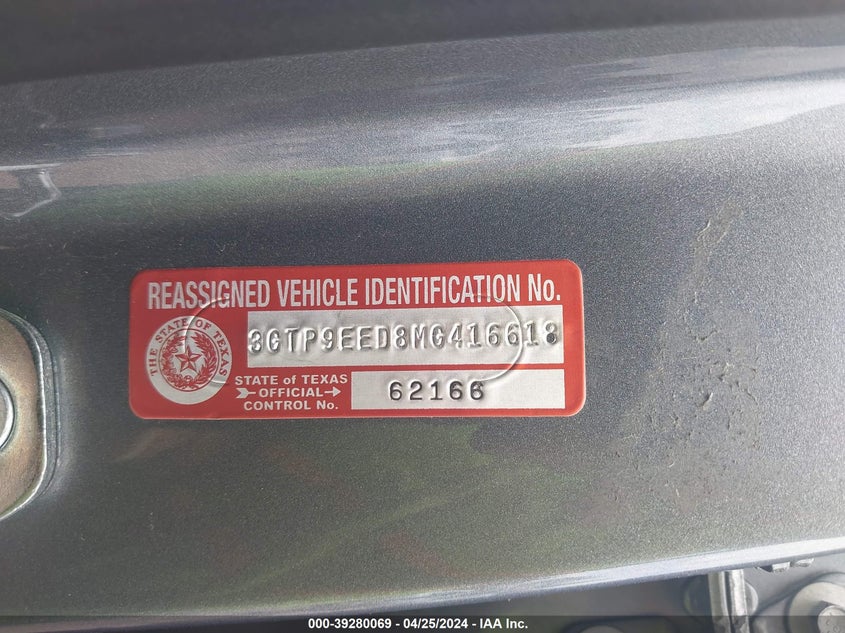 REASSIGNED VEHICLE IDENTIFICATION No.
THE STATE OF TEXAS
3GTP9EED8MG416618
STATE of TEXAS
OFFICIAL
CONTROL No.
62166
000-39280069 - 04/25/2024 - IAA Inc.